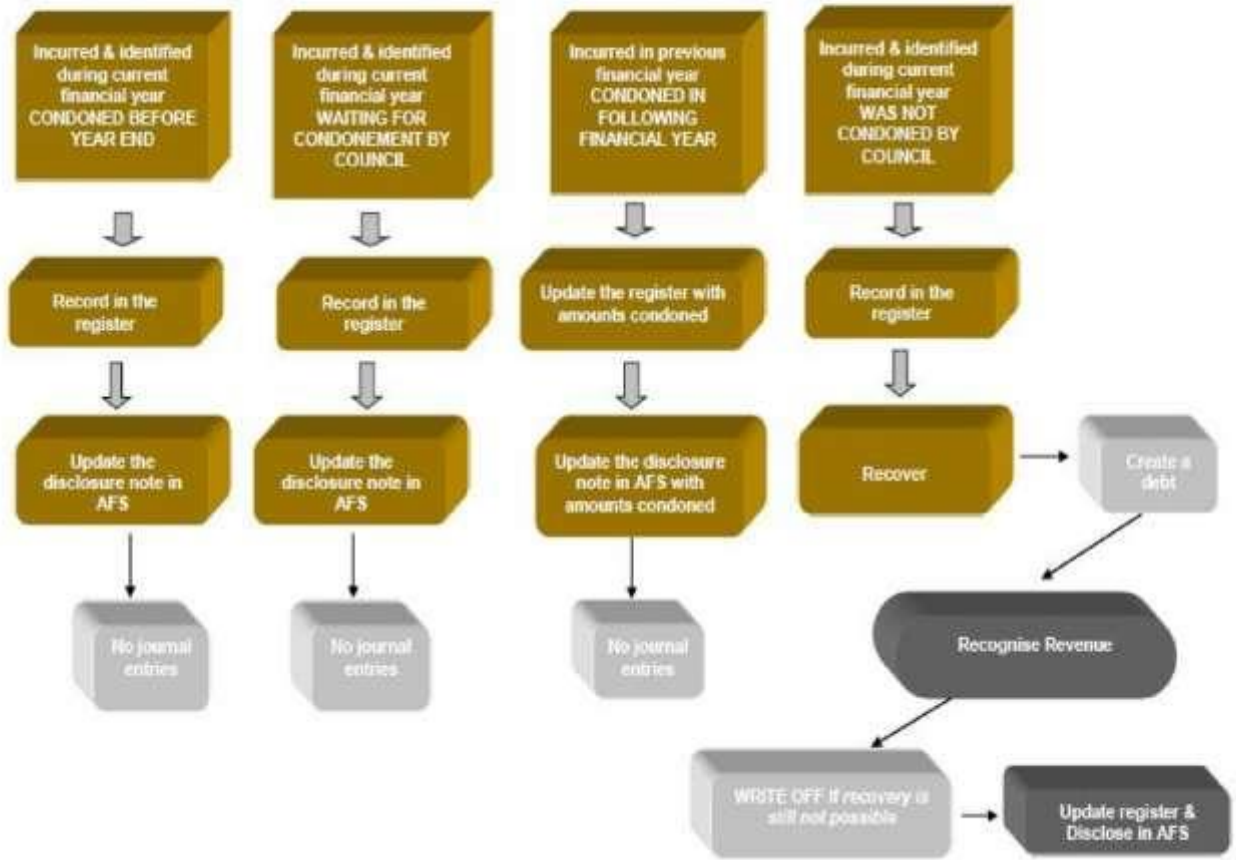 Incurred & identified
during current
financial year
CONDONED BEFORE
YEAR END
Incurred & identified
during current
financial year
WAITING FOR
CONDONEMENT BY
COUNCIL
Incurred in previous
financial year
CONDONED IN
FOLLOWING
FINANCIAL YEAR
Incurred & identified
during current
financial year
WAS NOT
CONDONED BY
COUNCIL
Record in the
register
Record in the
register
Update the register with
amounts condoned
Record in the
register
Update the
disclosure note in
AFS
Update the
disclosure note in
AFS
Update the disclosure
note in AFS with
amounts condoned
Recover
Create a
debt
No journal
entries
No journal
entries
No journal
entries
Recognise Revenue
WRITE OFF if recovery is
still not possible
Update register &
Disclose in AFS